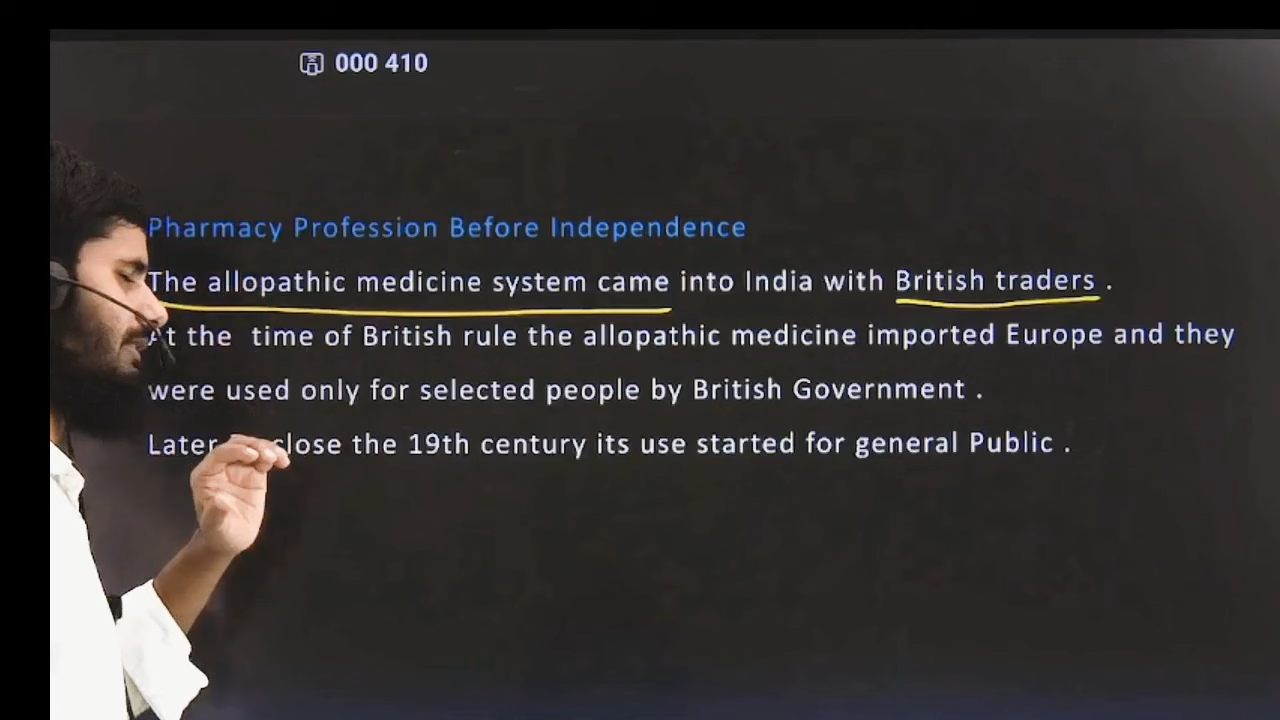 000 410
Pharmacy Profession Before Independence
The allopathic medicine system came into India with British traders .
At the time of British rule the allopathic medicine imported Europe and they
were used only for selected people by British Government .
Later close the 19th century its use started for general Public .